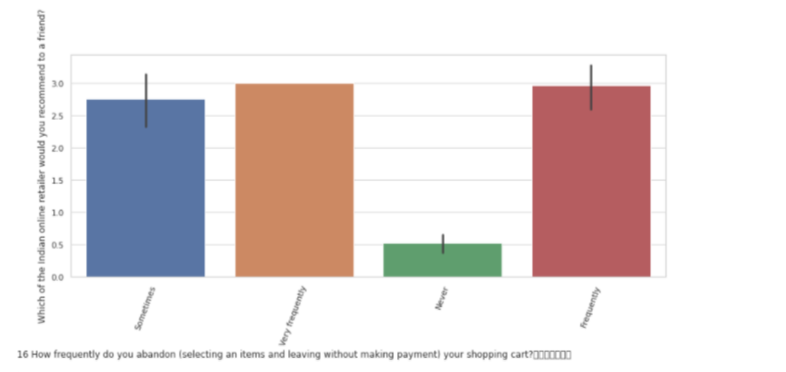 Which of the Indian online retailer would you recommend to a friend?
3.0
2.5
2.0
1.5
1.0
0.5
0.0
Sometimes
Very frequently
Never
Frequently
16 How frequently do you abandon (selecting an items and leaving without making payment) your shopping cart?▯▯▯▯▯▯▯